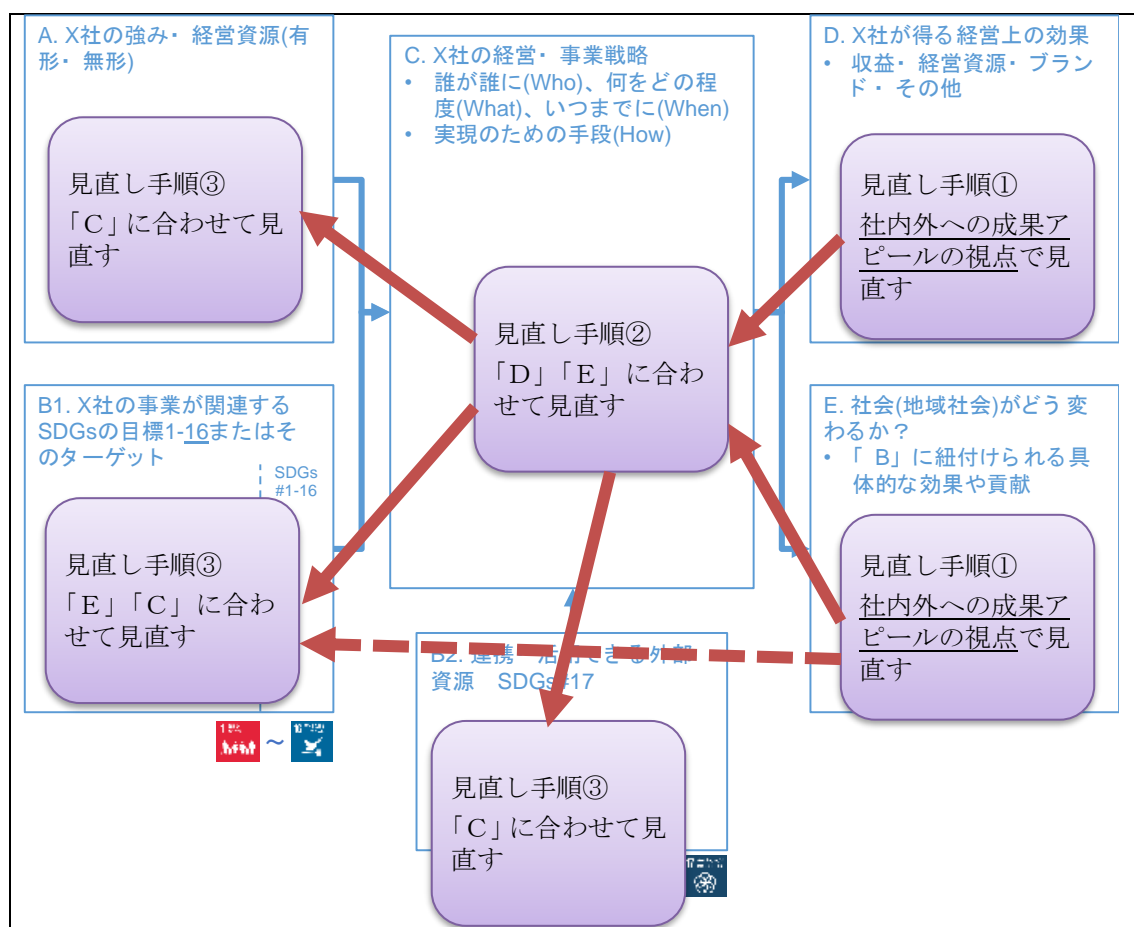 A. X社の強み・経営資源(有
形・無形)
見直し手順③
「C」に合わせて見
直す
C. X社の経営・事業戦略
• 誰が誰に(Who)、何をどの程
度(What)、いつまでに(When)
• 実現のための手段(How)
見直し手順②
「D」「E」に合わ
せて見直す
D. X社が得る経営上の効果
• 収益・経営資源・ブラン
ド・その他
見直し手順①
社内外への成果ア
ピールの視点で見
直す
B1. X社の事業が関連する
SDGsの目標1-16またはそ
のターゲット
SDGs
#1-16
見直し手順③
「E」「C」に合わ
せて見直す
～
B2. 連携 できる外部
資源 SDGs#17
見直し手順③
「C」に合わせて見
直す
E. 社会(地域社会)がどう変
わるか？
• 「B」に紐付けられる具
体的な効果や貢献
見直し手順①
社内外への成果ア
ピールの視点で見
直す